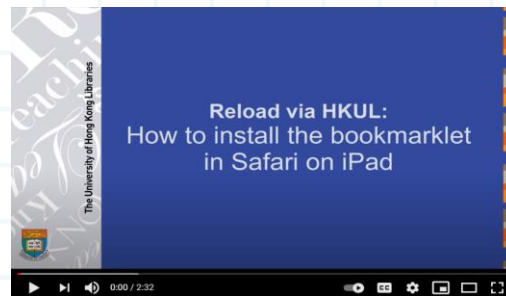 The University of Hong Kong Libraries
Reload via HKUL:
How to install the bookmarklet
in Safari on iPad
0:00 / 2:32
CC